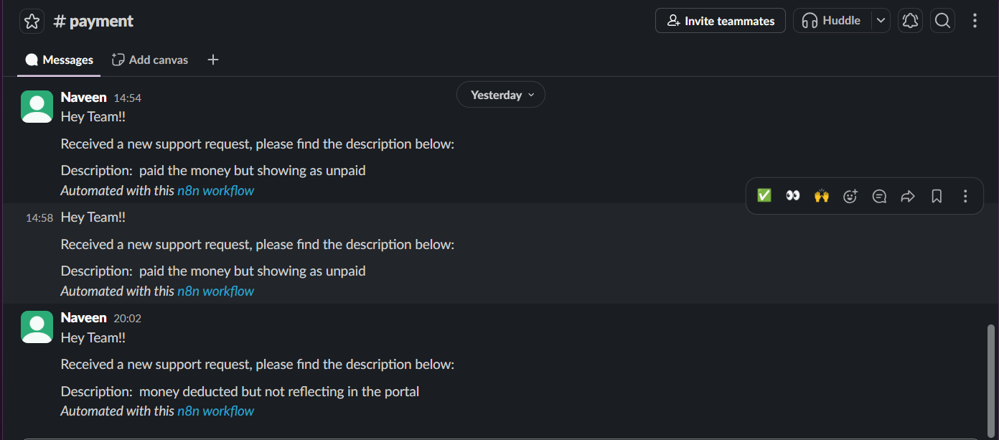 # payment
Invite teammates
Huddle
Messages
Add canvas
Yesterday
Naveen 14:54
Hey Team!!
Received a new support request, please find the description below:
Description: paid the money but showing as unpaid
Automated with this n8n workflow
14:58 Hey Team!!
Received a new support request, please find the description below:
Description: paid the money but showing as unpaid
Automated with this n8n workflow
Naveen 20:02
Hey Team!!
Received a new support request, please find the description below:
Description: money deducted but not reflecting in the portal
Automated with this n8n workflow